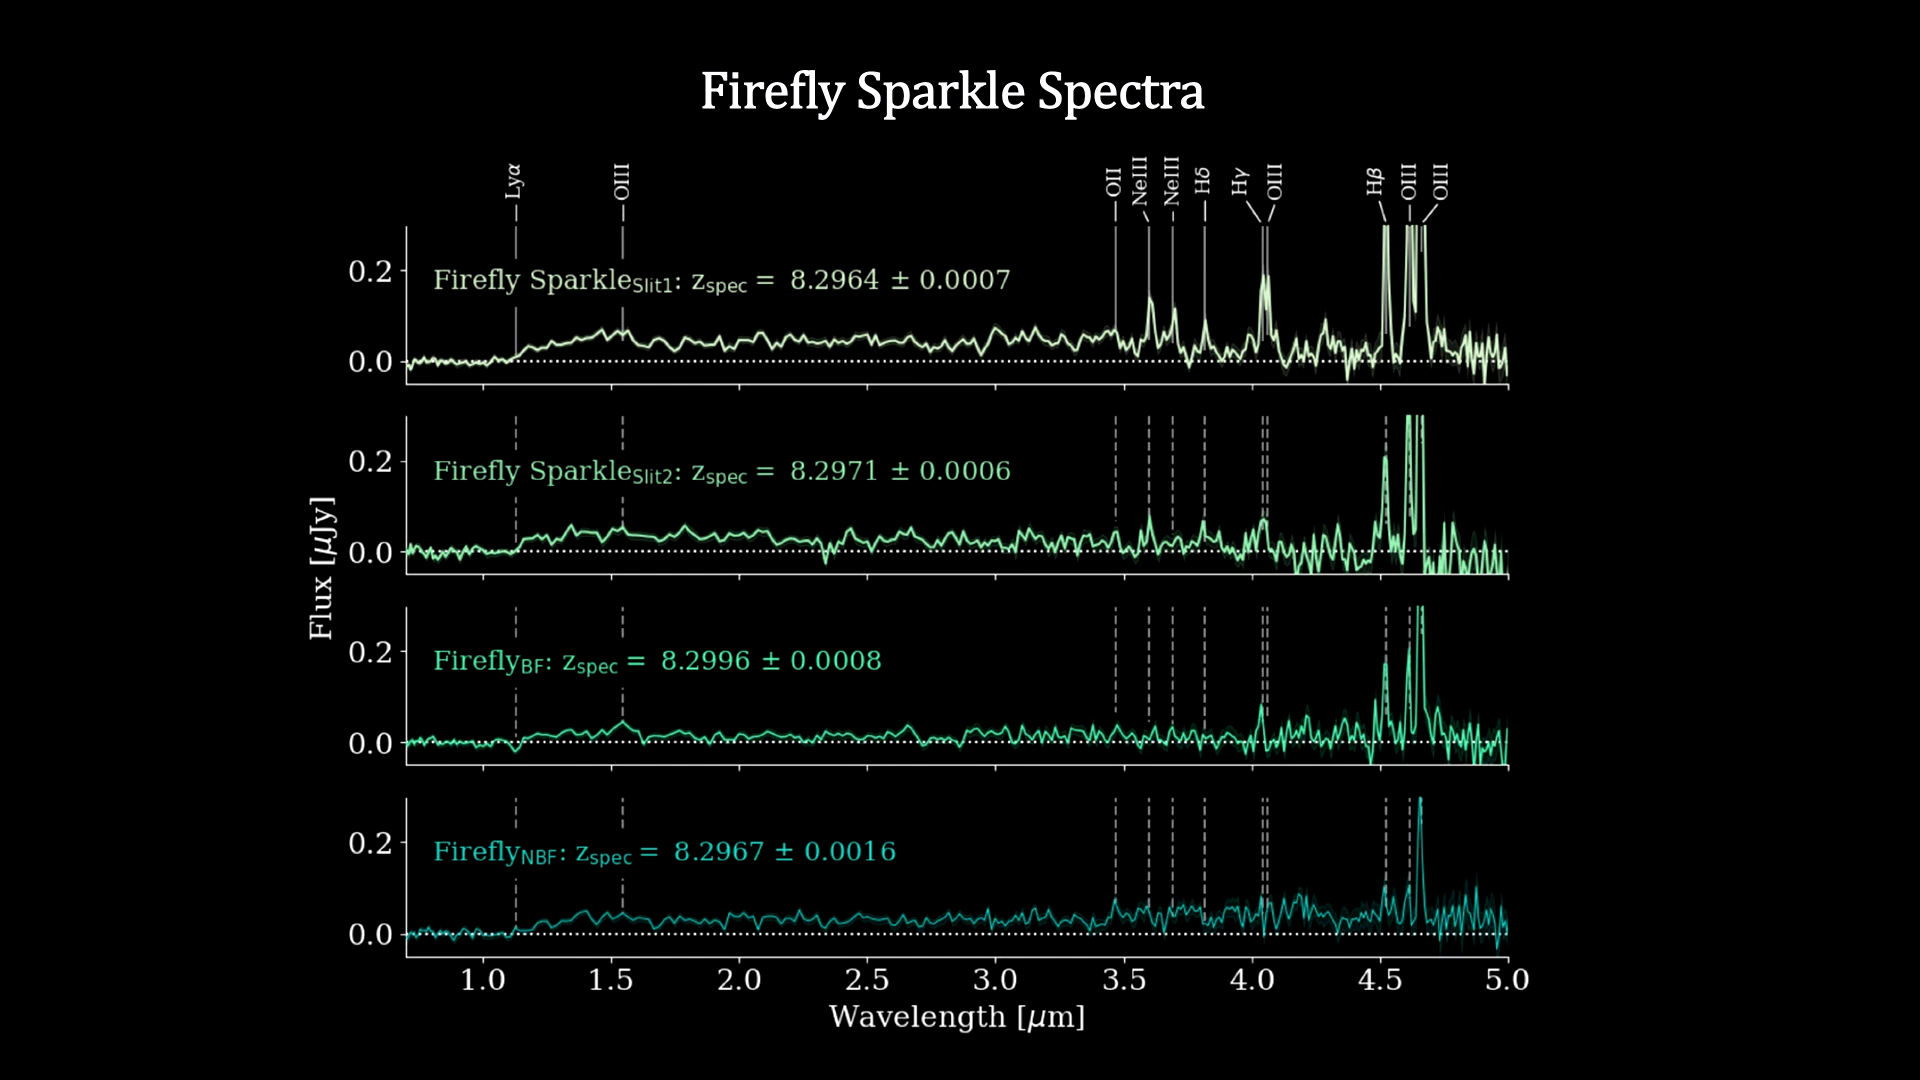 Firefly Sparkle Spectra
Lyα
OIII
OII
NeIII
NeIII
Hδ
Hγ
OIII
Hβ
OIII
OIII
Flux [μJy]
0.2
Firefly SparkleSlit1: zspec = 8.2964 ± 0.0007
0.0
0.2
Firefly SparkleSlit2: zspec = 8.2971 ± 0.0006
0.0
0.2
FireflyBF: zspec = 8.2996 ± 0.0008
0.0
0.2
FireflyNBF: zspec = 8.2967 ± 0.0016
0.0
1.0 1.5 2.0 2.5 3.0 3.5 4.0 4.5 5.0
Wavelength [μm]